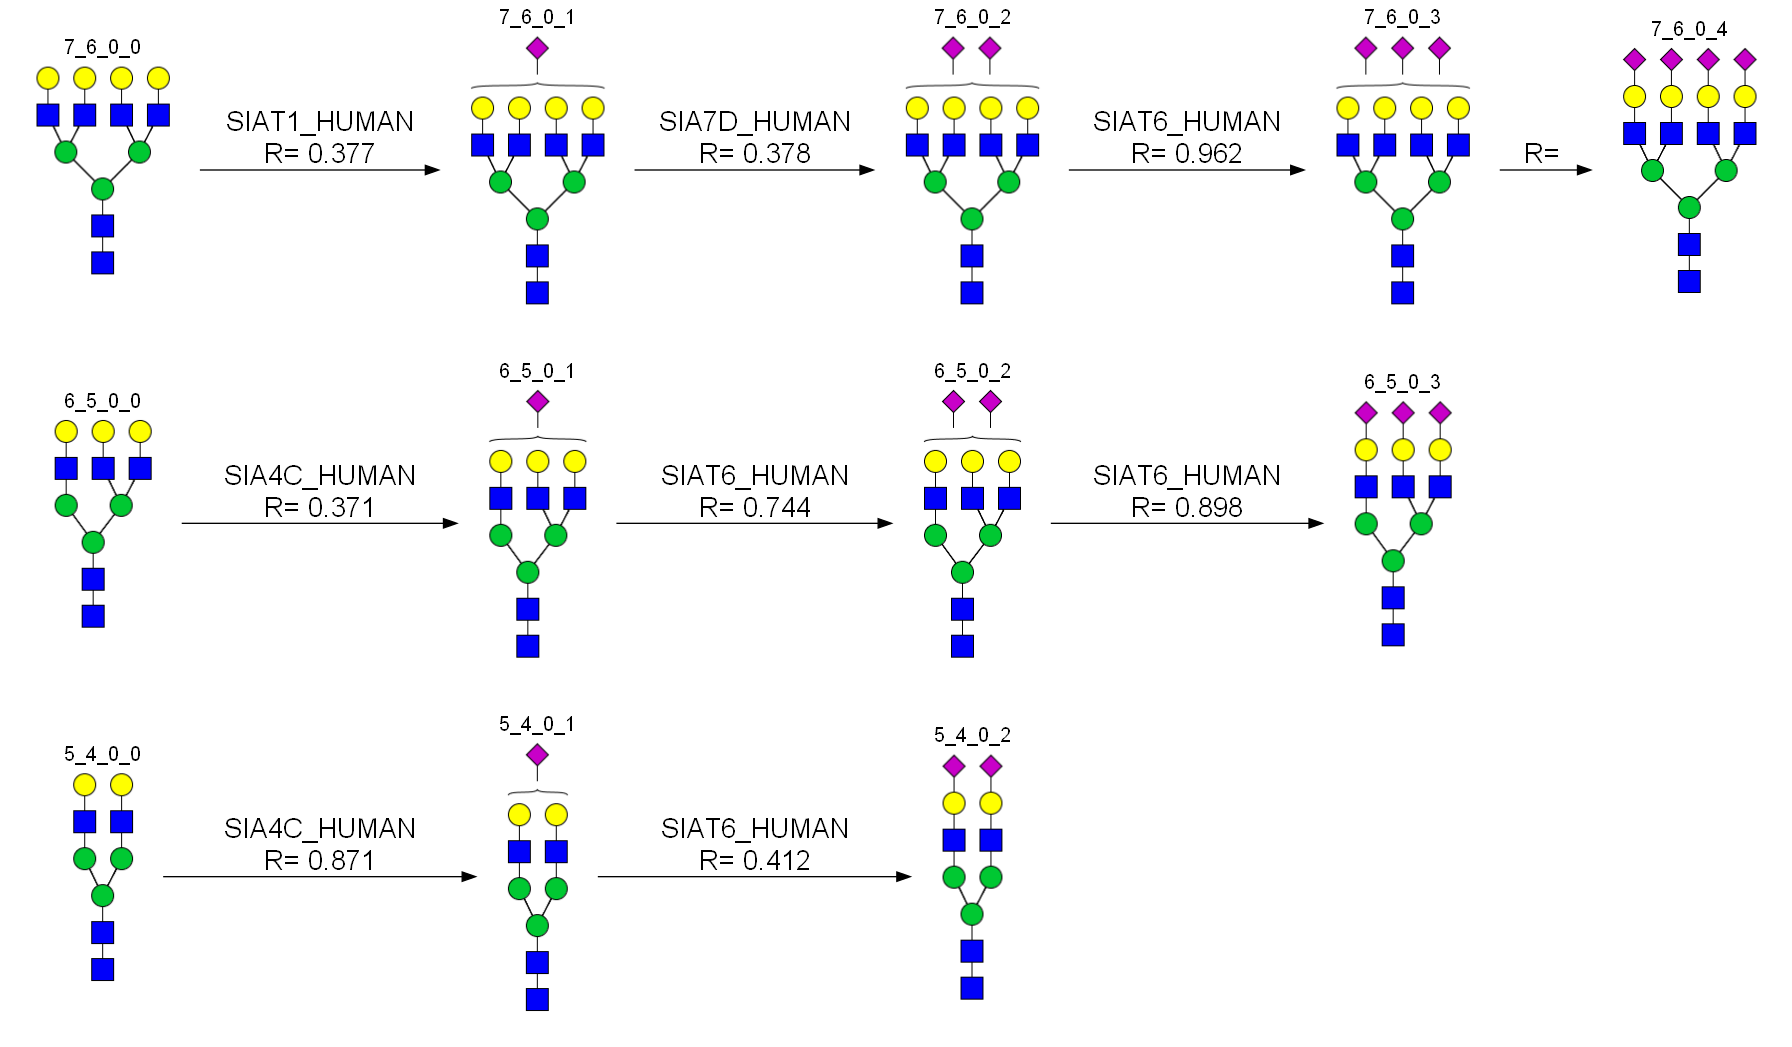 7_6_0_0
7_6_0_1
7_6_0_2
7_6_0_3
7_6_0_4
SIAT1_HUMAN
R= 0.377
SIA7D_HUMAN
R= 0.378
SIAT6_HUMAN
R= 0.962
R=
6_5_0_0
6_5_0_1
6_5_0_2
6_5_0_3
SIA4C_HUMAN
R= 0.371
SIAT6_HUMAN
R= 0.744
SIAT6_HUMAN
R= 0.898
5_4_0_0
5_4_0_1
5_4_0_2
SIA4C_HUMAN
R= 0.871
SIAT6_HUMAN
R= 0.412